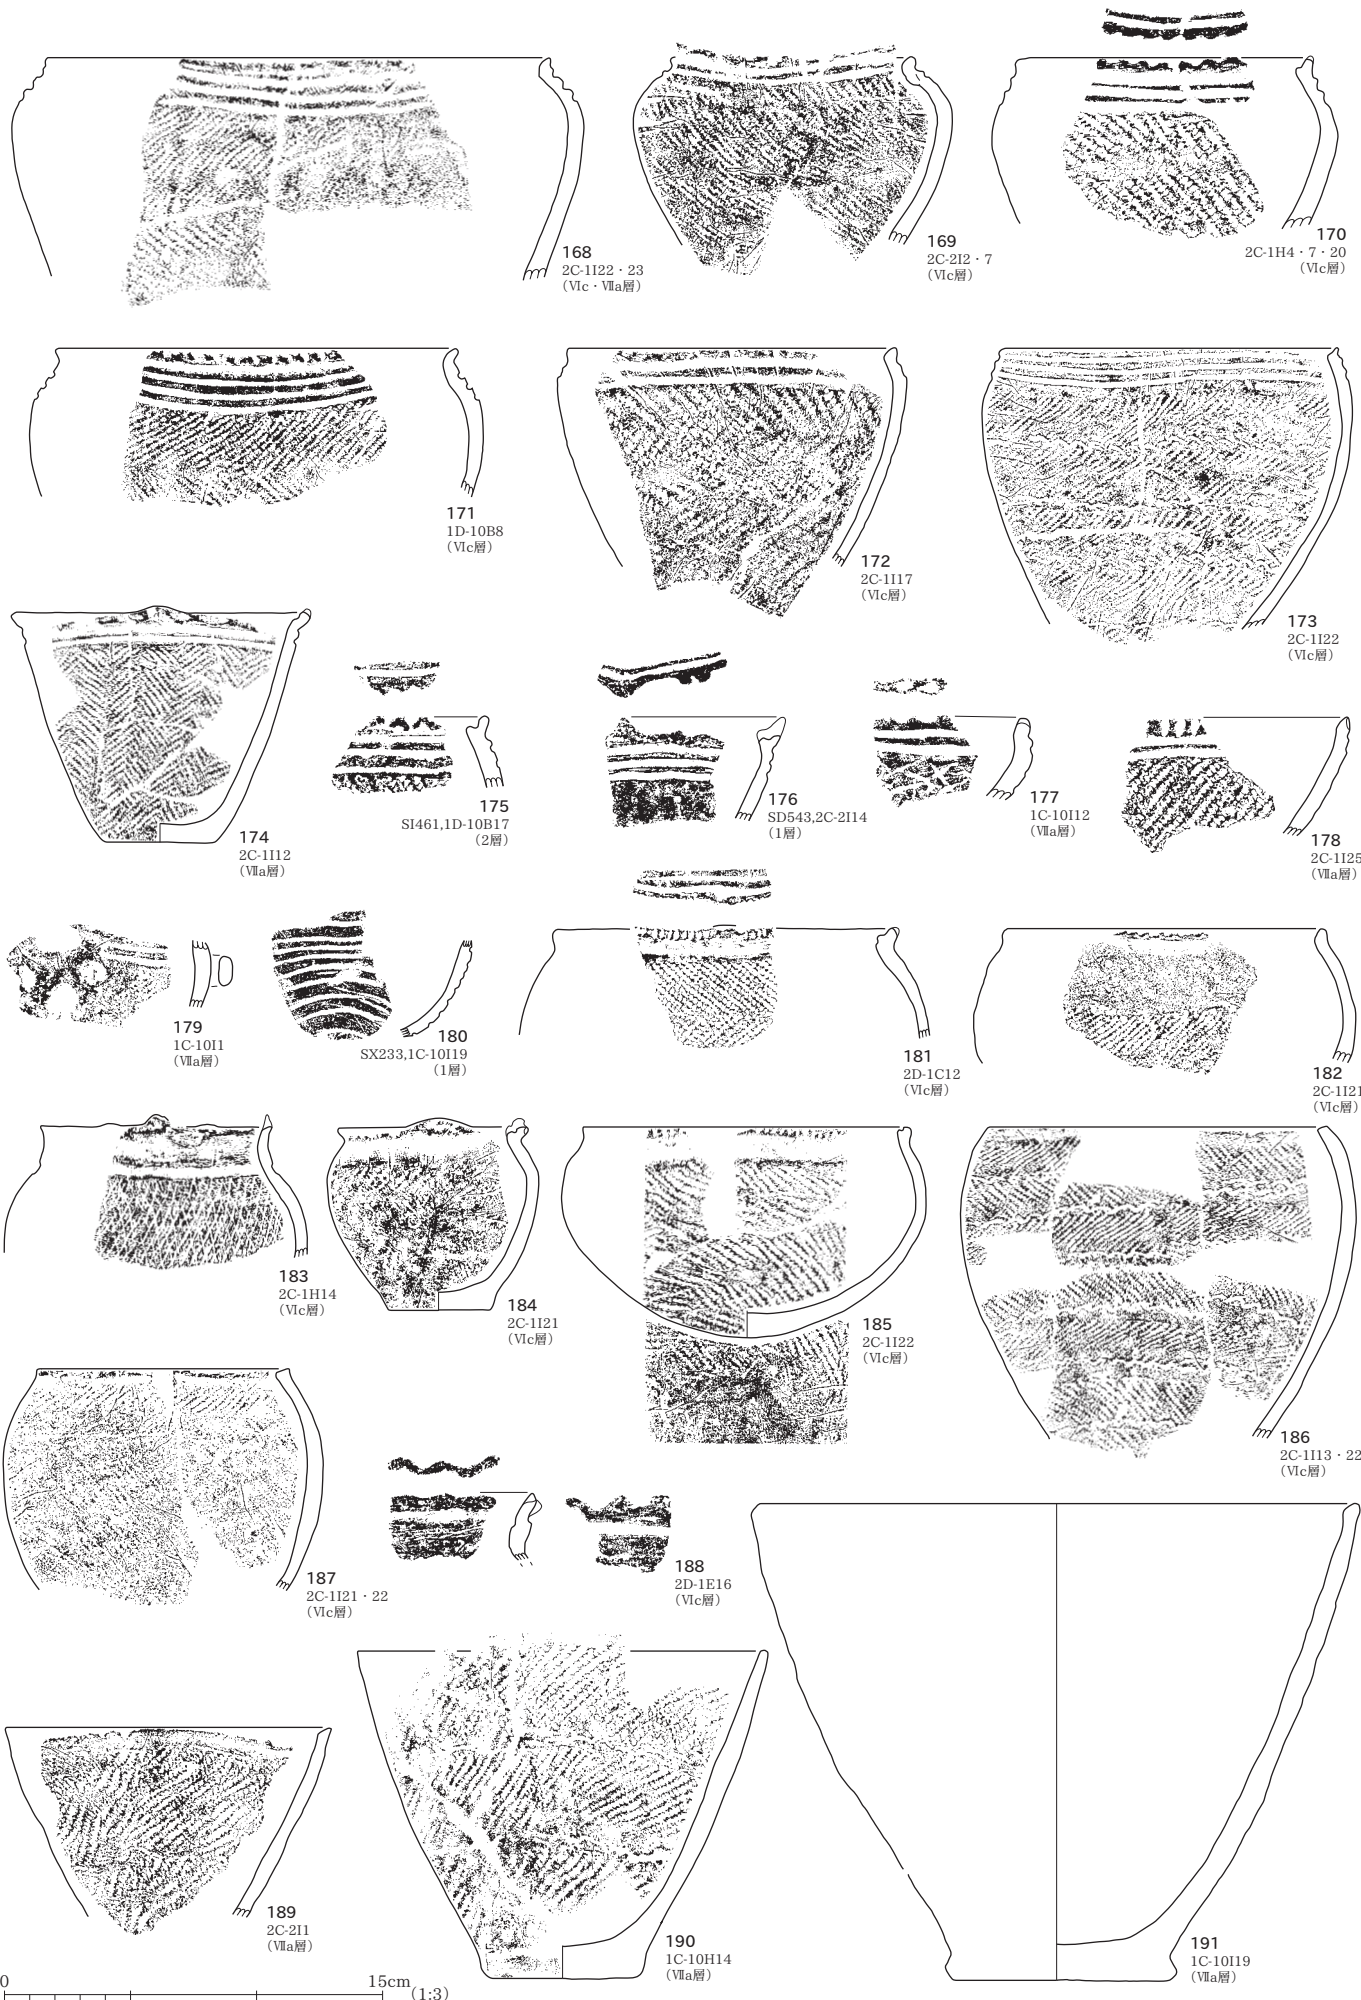 168
2C-1I22・23
（Ⅵc・Ⅶa層）
169
2C-2I2・7
（Ⅵc層）
170
2C-1H4・7・20
（Ⅵc層）
171
1D-10B8
（Ⅵc層）
172
2C-1I17
（Ⅵc層）
173
2C-1I22
（Ⅵc層）
174
2C-1I12
（Ⅶa層）
175
SI461,1D-10B17
（2層）
176
SD543,2C-2I14
（1層）
177
1C-10I12
（Ⅶa層）
178
2C-1I25
（Ⅶa層）
179
1C-10I1
（Ⅶa層）
180
SX233,1C-10I19
（1層）
181
2D-1C12
（Ⅵc層）
182
2C-1I21
（Ⅵc層）
183
2C-1H14
（Ⅵc層）
184
2C-1I21
（Ⅵc層）
185
2C-1I22
（Ⅵc層）
186
2C-1I13・22
（Ⅵc層）
187
2C-1I21・22
（Ⅵc層）
188
2D-1E16
（Ⅵc層）
189
2C-2I1
（Ⅶa層）
190
1C-10H14
（Ⅶa層）
191
1C-10I19
（Ⅶa層）
0 15cm
(1:3)